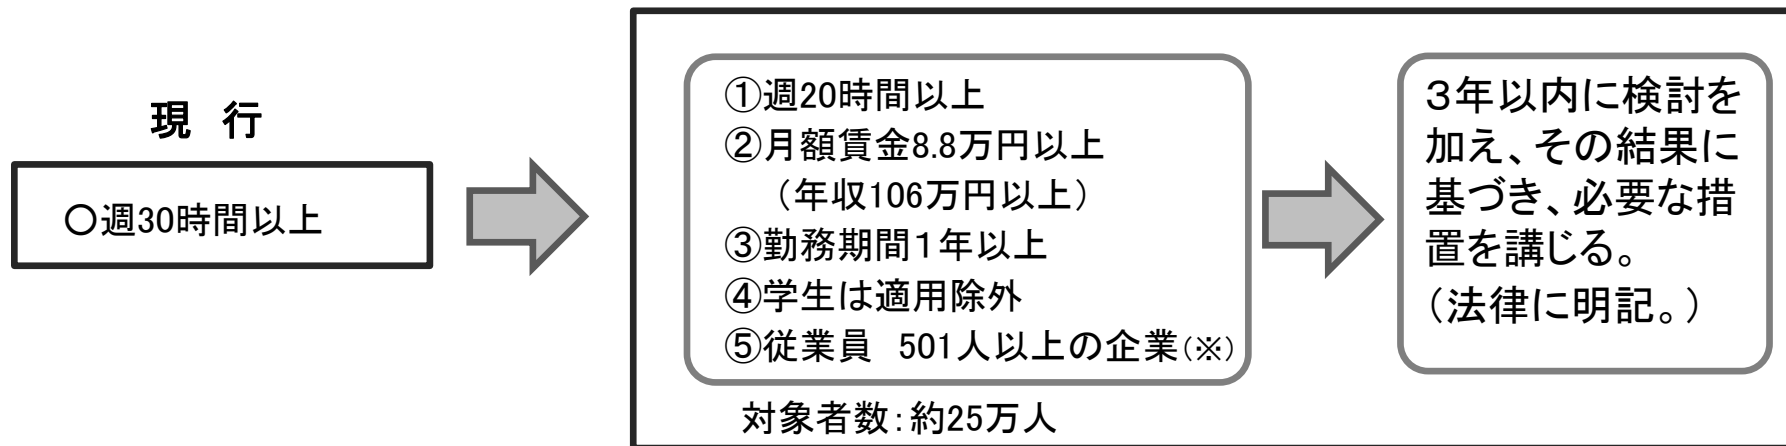 現 行
○週30時間以上
①週20時間以上
②月額賃金8.8万円以上
（年収106万円以上）
③勤務期間１年以上
④学生は適用除外
⑤従業員　501人以上の企業(※)
対象者数：約25万人
３年以内に検討を
加え、その結果に
基づき、必要な措
置を講じる。
（法律に明記。）